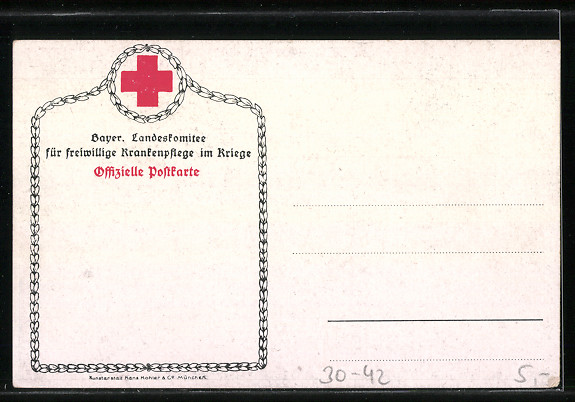 Bayer. Landeskomitee
für freiwillige Krankenpflege im Kriege
Offizielle Postkarte
Kunstanstalt Hans Kohler & Co. München.
30-42
5,-